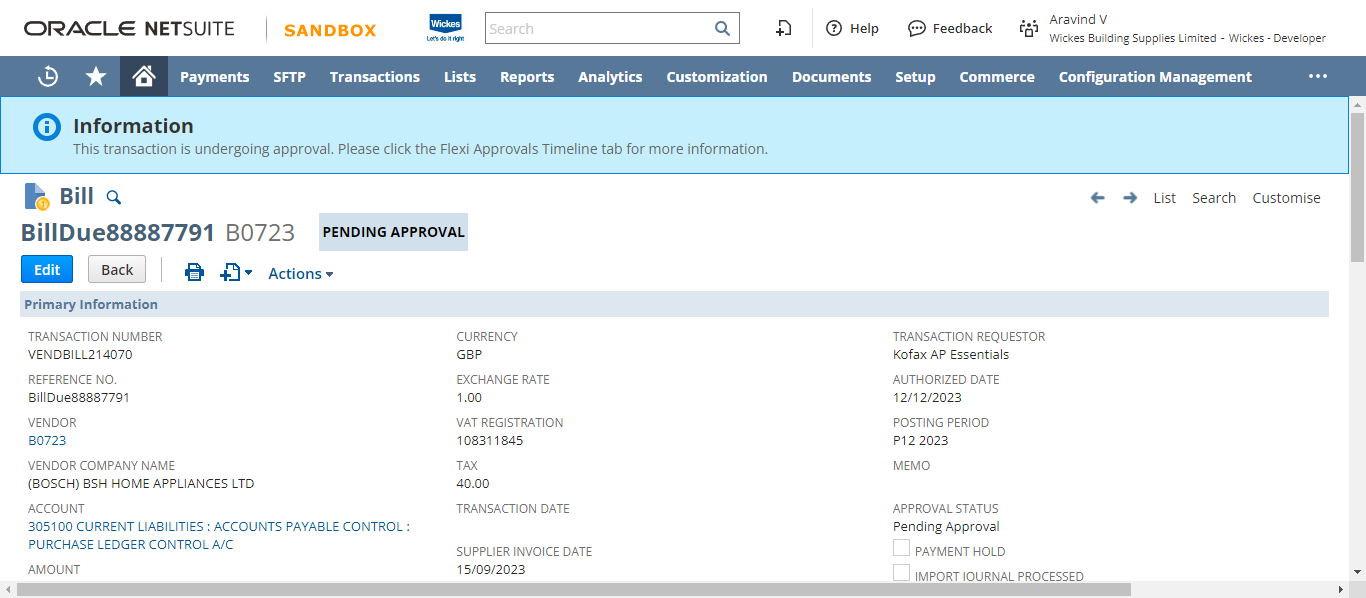 ORACLE NETSUITE
SANDBOX
Wickes
Let's do it right
Search
Help
Feedback
Aravind V
Wickes Building Supplies Limited - Wickes - Developer
Payments SFTP Transactions Lists Reports Analytics Customization Documents Setup Commerce Configuration Management
Information
This transaction is undergoing approval. Please click the Flexi Approvals Timeline tab for more information.
Bill
List Search Customise
BillDue88887791 B0723 PENDING APPROVAL
Edit Back Actions
Primary Information
TRANSACTION NUMBER
VENDBILL214070
REFERENCE NO.
BillDue88887791
VENDOR
B0723
VENDOR COMPANY NAME
(BOSCH) BSH HOME APPLIANCES LTD
ACCOUNT
305100 CURRENT LIABILITIES : ACCOUNTS PAYABLE CONTROL :
PURCHASE LEDGER CONTROL A/C
AMOUNT
CURRENCY
GBP
EXCHANGE RATE
1.00
VAT REGISTRATION
108311845
TAX
40.00
TRANSACTION DATE
SUPPLIER INVOICE DATE
15/09/2023
TRANSACTION REQUESTOR
Kofax AP Essentials
AUTHORIZED DATE
12/12/2023
POSTING PERIOD
P12 2023
MEMO
APPROVAL STATUS
Pending Approval
PAYMENT HOLD
IMPORT JOURNAL PROCESSED